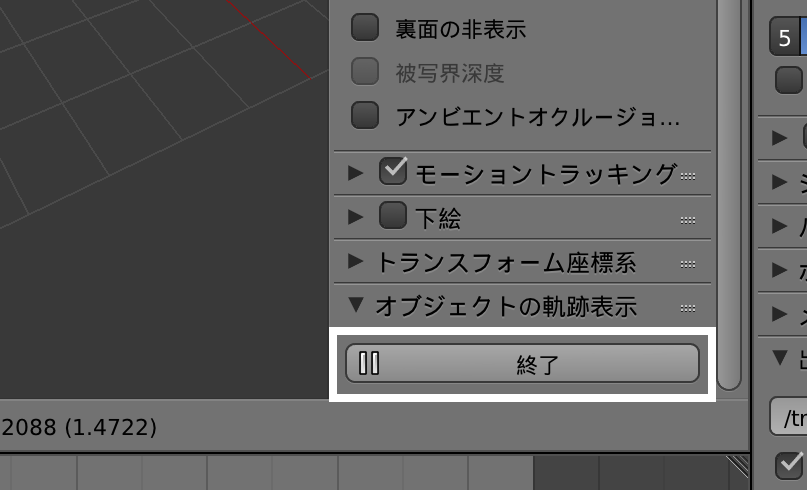 裏面の非表示
5
被写界深度
アンビエントオクルージョ...
モーショントラッキング
下絵
トランスフォーム座標系
オブジェクトの軌跡表示
終了
2088 (1.4722)
/tr